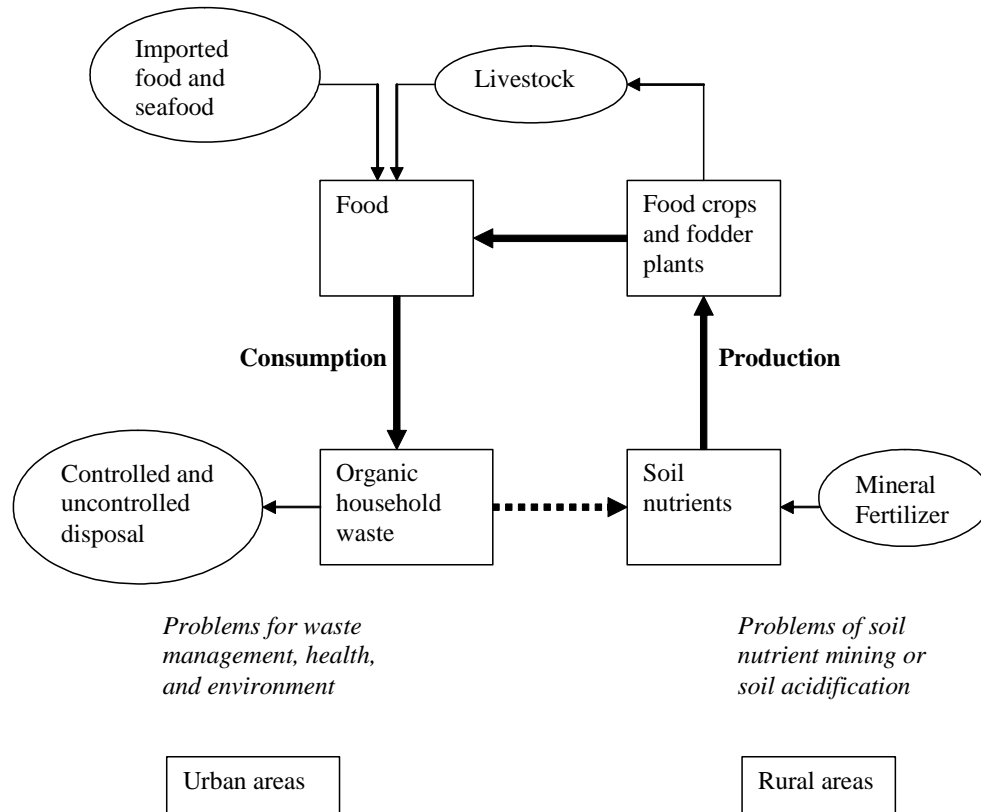 Imported
food and
seafood
Livestock
Food
Food crops
and fodder
plants
Consumption
Production
Controlled and
uncontrolled
disposal
Organic
household
waste
Soil
nutrients
Mineral
Fertilizer
Problems for waste
management, health,
and environment
Problems of soil
nutrient mining or
soil acidification
Urban areas
Rural areas